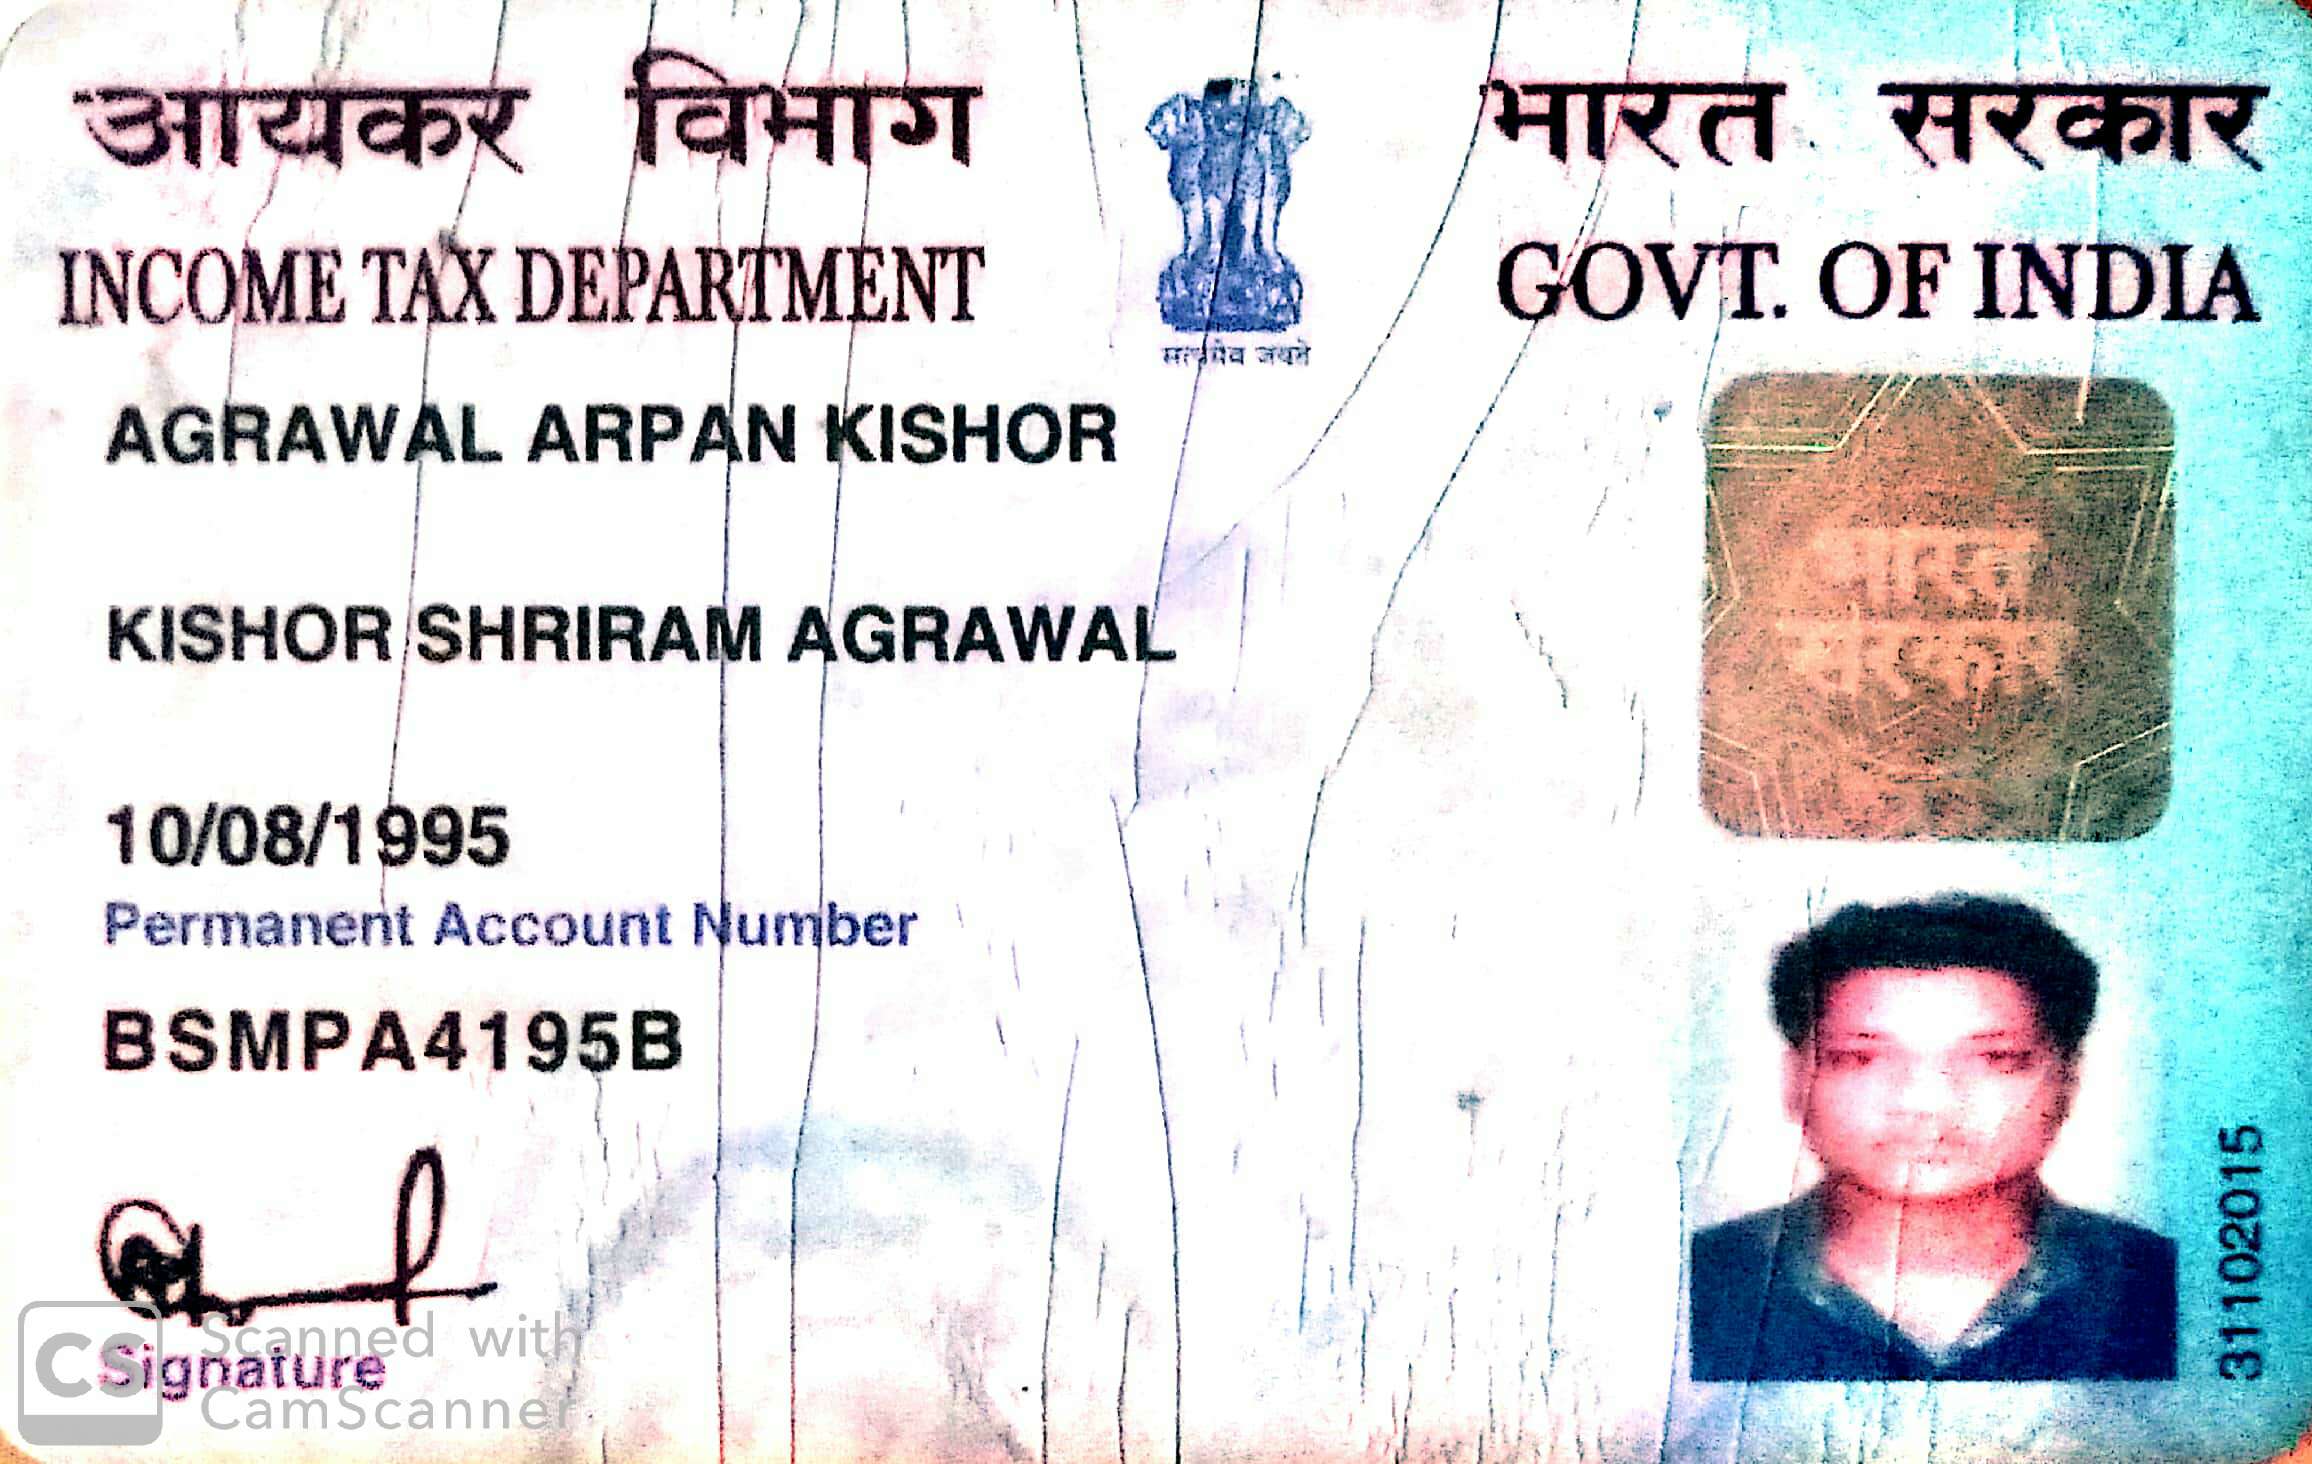 आयकर विभाग
INCOME TAX DEPARTMENT
सत्यमेव जयते
भारत सरकार
GOVT. OF INDIA
AGRAWAL ARPAN KISHOR
KISHOR SHRIRAM AGRAWAL
10/08/1995
Permanent Account Number
BSMPA4195B
Signature
भारत
सरकार
31102015
CS
Scanned with
CamScanner